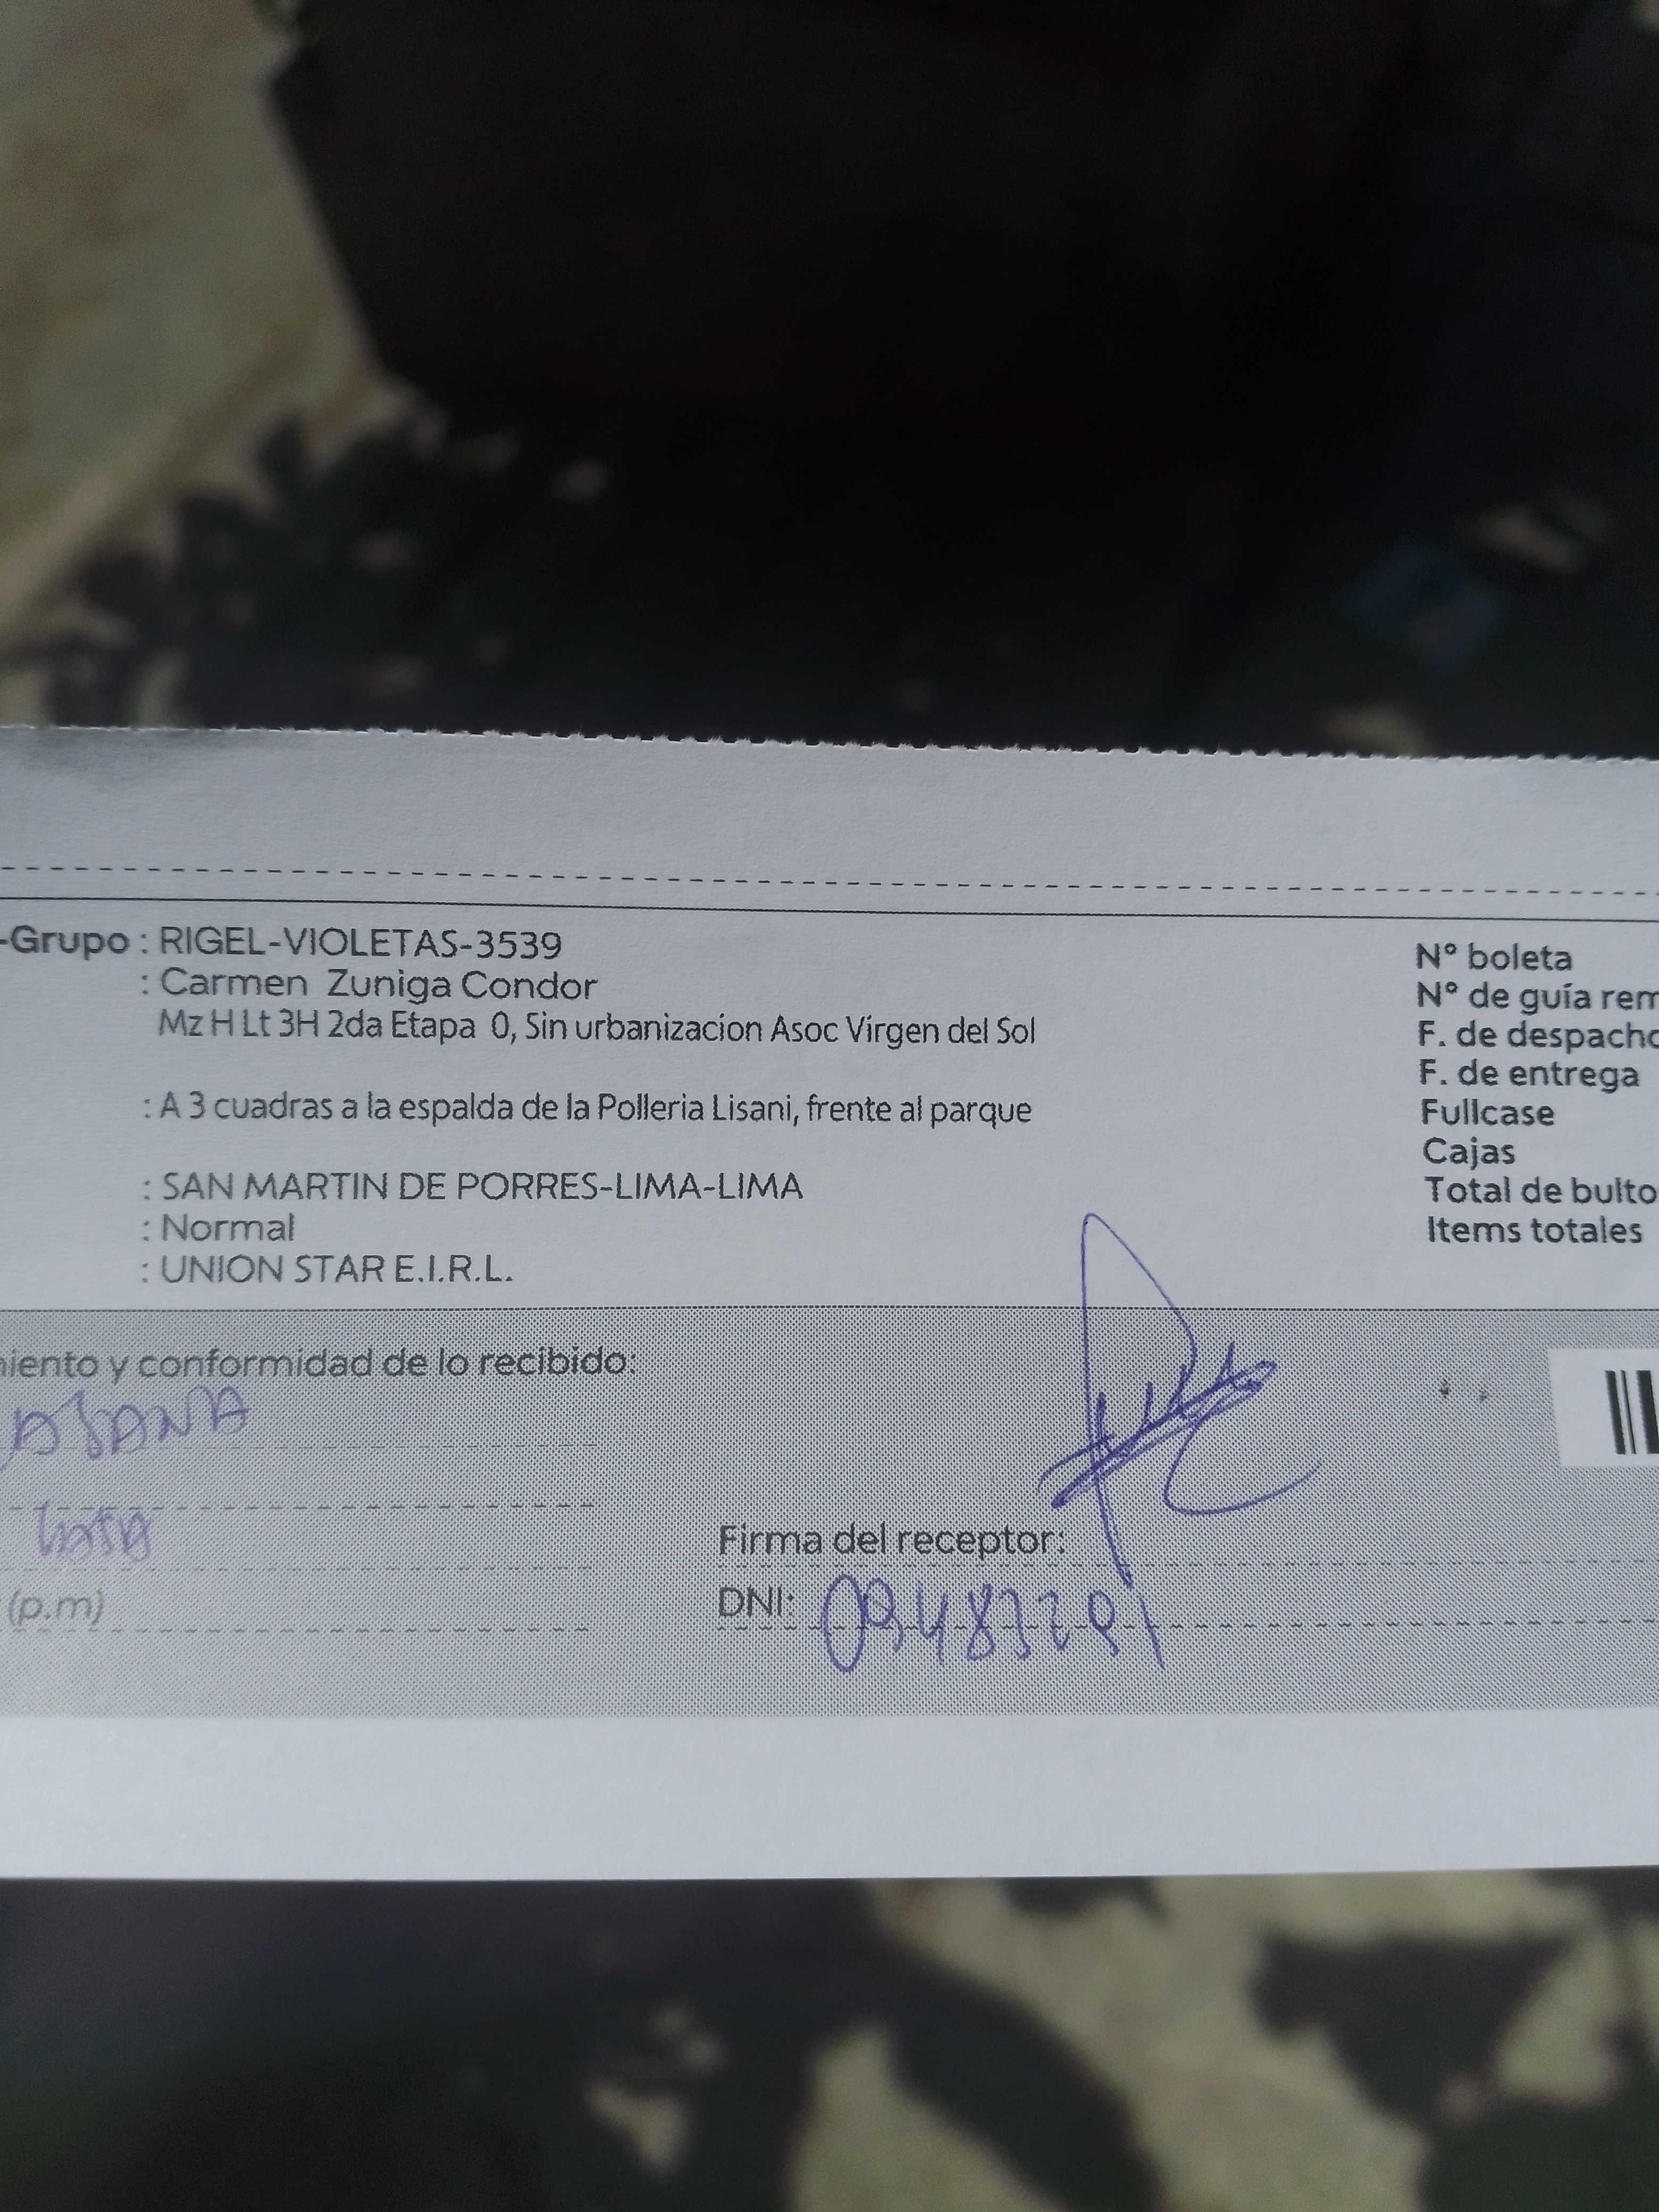 -Grupo : RIGEL-VIOLETAS-3539
: Carmen Zuniga Condor
Mz H Lt 3H 2da Etapa 0, Sin urbanizacion Asoc Virgen del Sol
: A 3 cuadras a la espalda de la Polleria Lisani, frente al parque
: SAN MARTIN DE PORRES-LIMA-LIMA
: Normal
: UNION STAR E.I.R.L.
N° boleta
N° de guía rem
F. de despacho
F. de entrega
Fullcase
Cajas
Total de bulto
Items totales
iento y conformidad de lo recibido:
(p.m)
Firma del receptor:
DNI: